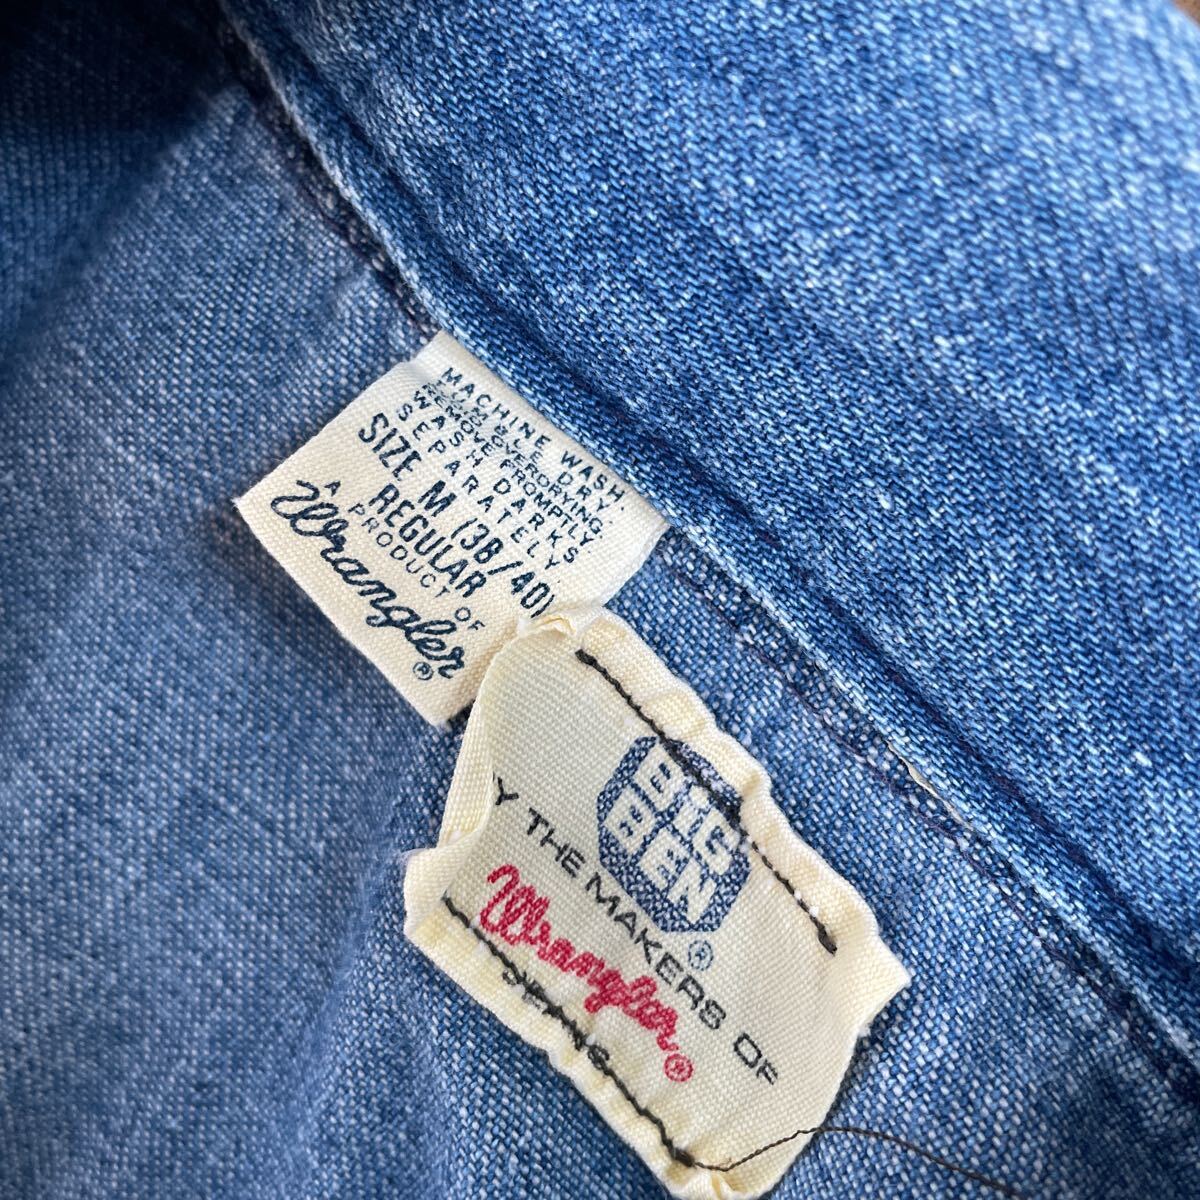 MACHINE WASH.
TUMBLE DRY.
REMOVE PROMPTLY.
WASH DARKS
SEPARATELY.
SIZE M (38/40)
REGULAR
A PRODUCT OF
Wrangler®
BIG
BEN®
Y THE MAKERS OF
Wrangler®
JEANS